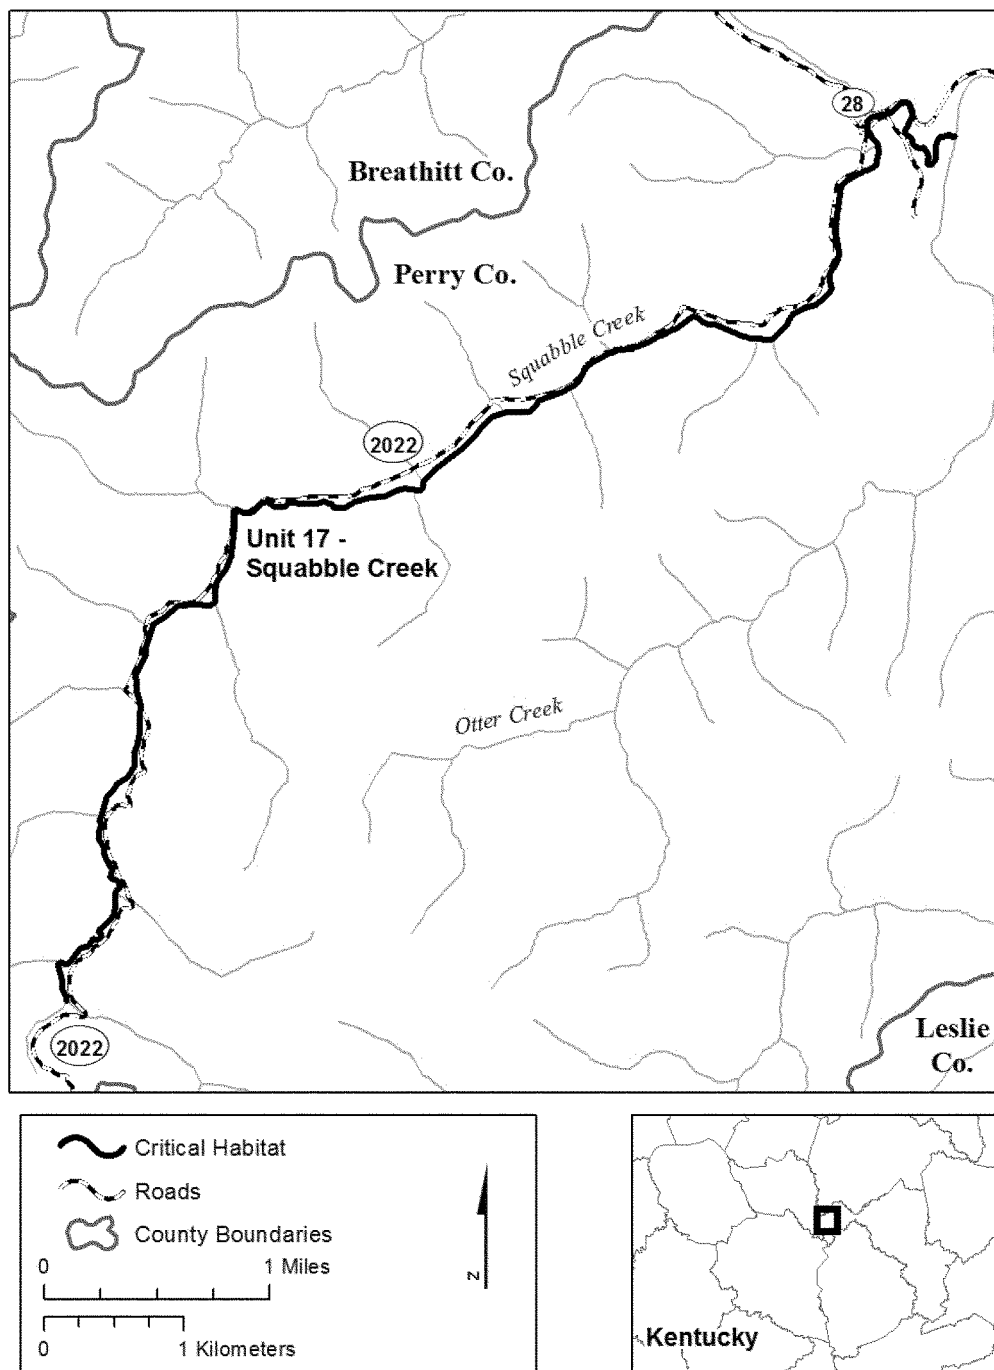 28
Breathitt Co.
Perry Co.
Squabble Creek
2022
Unit 17 -
Squabble Creek
Otter Creek
Leslie
Co.
2022
Critical Habitat
Roads
County Boundaries
0 1 Miles
0 1 Kilometers
N
Kentucky